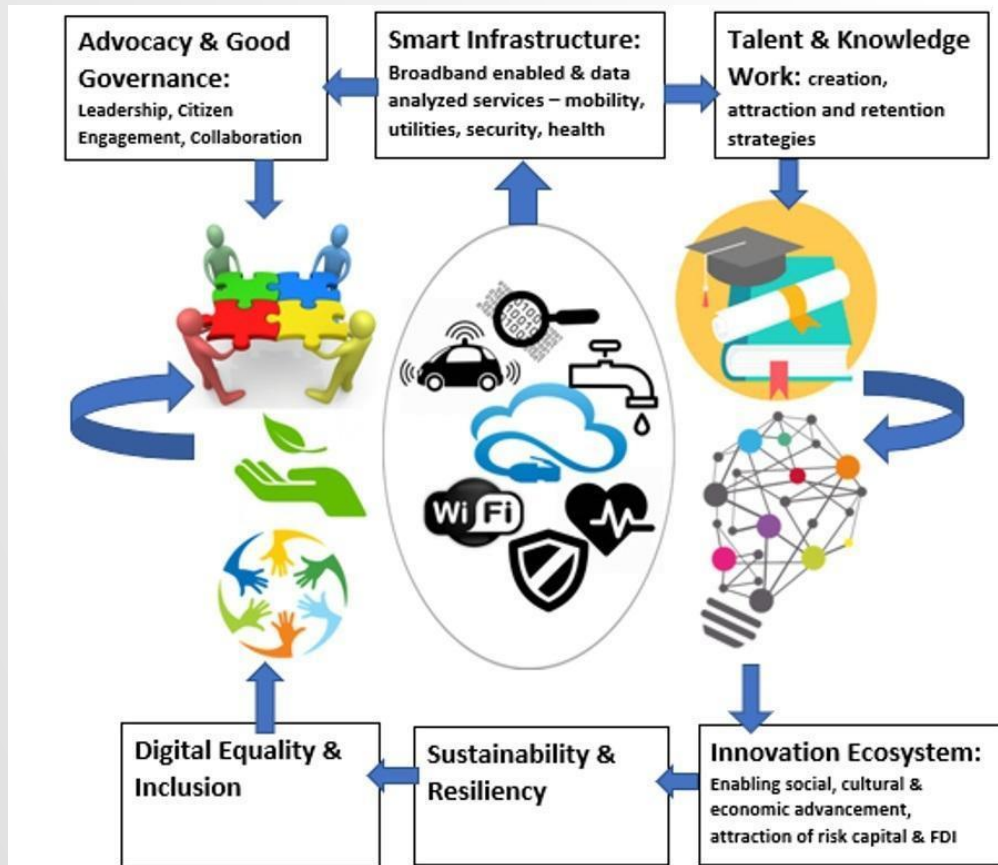 Advocacy & Good
Governance:
Leadership, Citizen
Engagement, Collaboration
Smart Infrastructure:
Broadband enabled & data
analyzed services – mobility,
utilities, security, health
Talent & Knowledge
Work: creation,
attraction and retention
strategies
Wi Fi
Digital Equality &
Inclusion
Sustainability &
Resiliency
Innovation Ecosystem:
Enabling social, cultural &
economic advancement,
attraction of risk capital & FDI